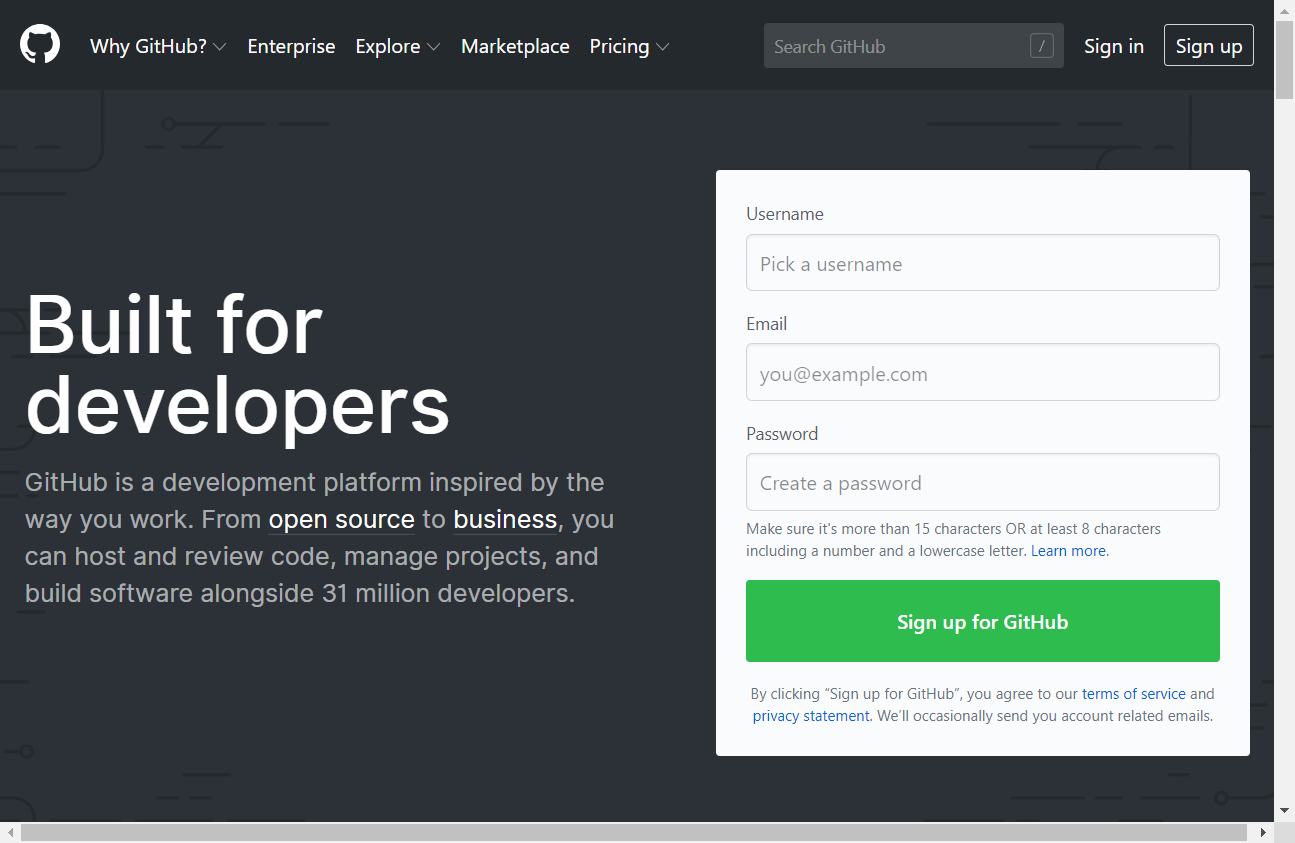 Why GitHub? Enterprise Explore Marketplace Pricing Search GitHub / Sign in Sign up
Built for
developers
GitHub is a development platform inspired by the
way you work. From open source to business, you
can host and review code, manage projects, and
build software alongside 31 million developers.
Username
Pick a username
Email
you@example.com
Password
Create a password
Make sure it's more than 15 characters OR at least 8 characters
including a number and a lowercase letter. Learn more.
Sign up for GitHub
By clicking “Sign up for GitHub”, you agree to our terms of service and
privacy statement. We’ll occasionally send you account related emails.